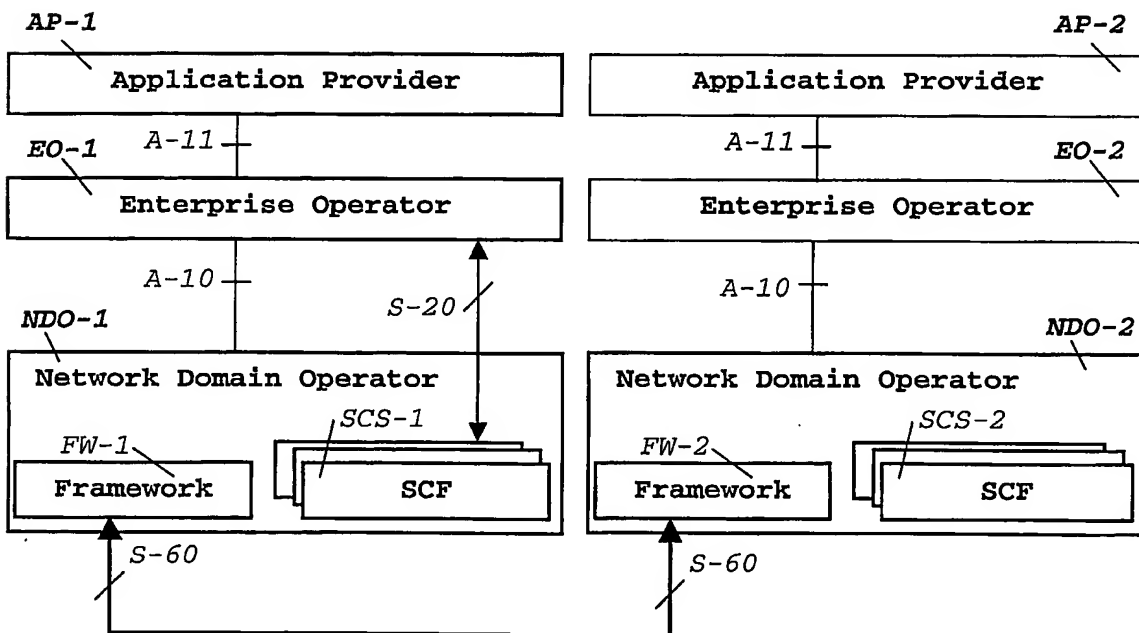 AP-1
AP-2
Application Provider
Application Provider
A-11
A-11
EO-1
EO-2
Enterprise Operator
Enterprise Operator
A-10
S-20
A-10
NDO-1
NDO-2
Network Domain Operator
Network Domain Operator
SCS-1
SCS-2
FW-1
FW-2
Framework
SCF
Framework
SCF
S-60
S-60